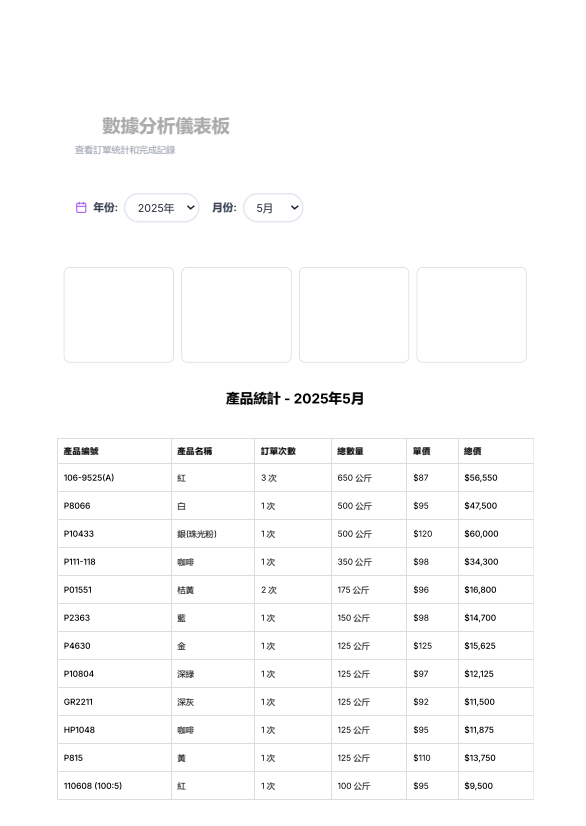 數據分析儀表板
查看訂單統計和完成記錄
年份: 2025年 月份: 5月
產品統計 - 2025年5月
產品編號 產品名稱 訂單次數 總數量 單價 總價
106-9525(A) 紅 3 次 650 公斤 $87 $56,550
P8066 白 1 次 500 公斤 $95 $47,500
P10433 銀(珠光粉) 1 次 500 公斤 $120 $60,000
P111-118 咖啡 1 次 350 公斤 $98 $34,300
P01551 桔黃 2 次 175 公斤 $96 $16,800
P2363 藍 1 次 150 公斤 $98 $14,700
P4630 金 1 次 125 公斤 $125 $15,625
P10804 深綠 1 次 125 公斤 $97 $12,125
GR2211 深灰 1 次 125 公斤 $92 $11,500
HP1048 咖啡 1 次 125 公斤 $95 $11,875
P815 黃 1 次 125 公斤 $110 $13,750
110608 (100:5) 紅 1 次 100 公斤 $95 $9,500